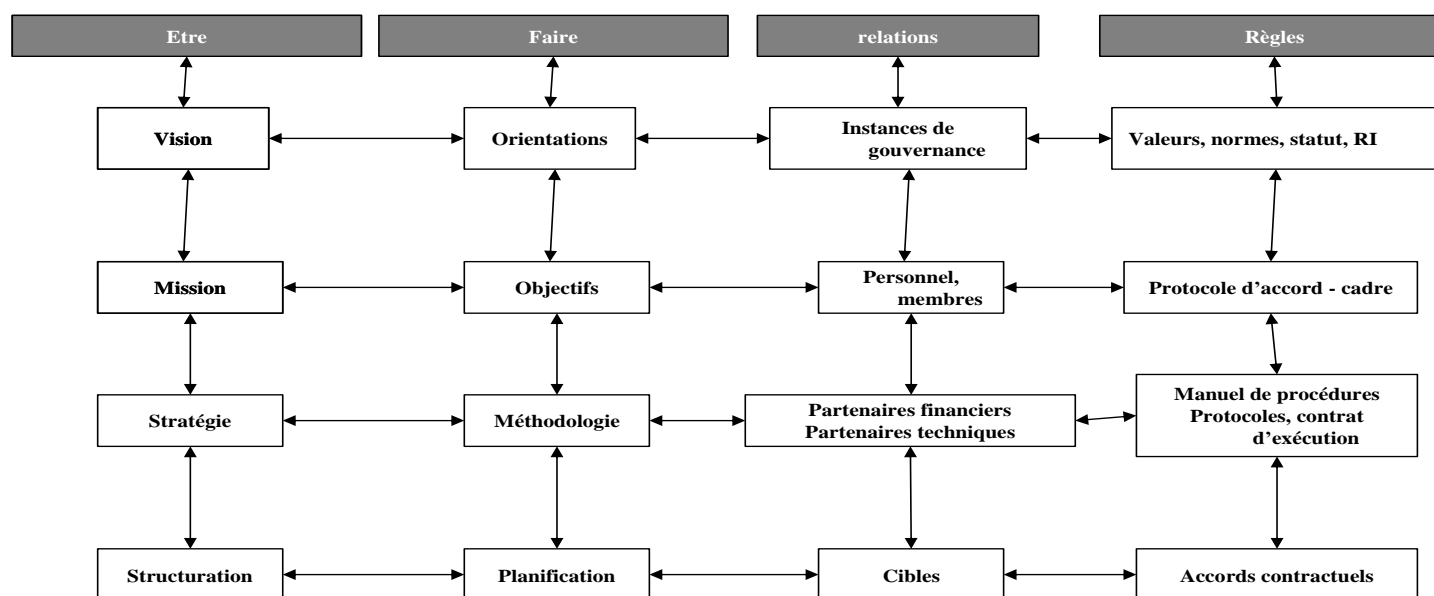 Etre
Faire
relations
Règles
Vision
Orientations
Instances de
gouvernance
Valeurs, normes, statut, RI
Mission
Objectifs
Personnel,
membres
Protocole d’accord - cadre
Stratégie
Méthodologie
Partenaires financiers
Partenaires techniques
Manuel de procédures
Protocoles, contrat
d’exécution
Structuration
Planification
Cibles
Accords contractuels